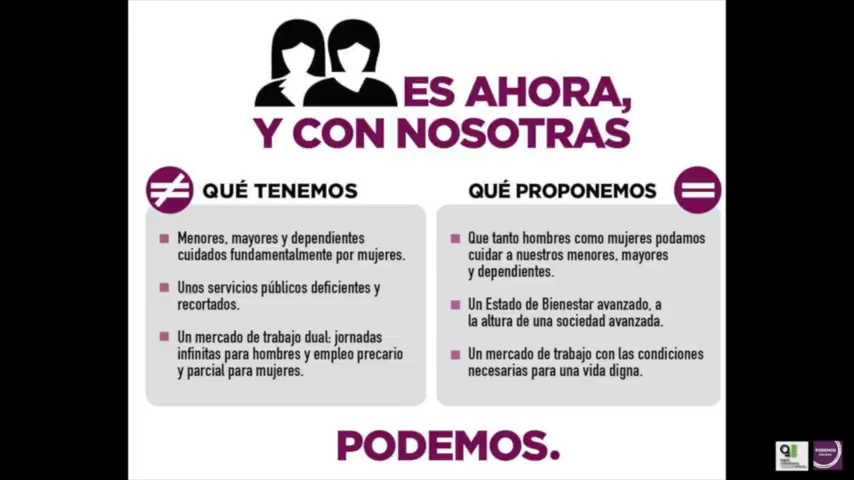 ES AHORA,
Y CON NOSOTRAS
≠ QUÉ TENEMOS
Menores, mayores y dependientes
cuidados fundamentalmente por mujeres.
Unos servicios públicos deficientes y
recortados.
Un mercado de trabajo dual: jornadas
infinitas para hombres y empleo precario
y parcial para mujeres.
QUÉ PROPONEMOS =
Que tanto hombres como mujeres podamos
cuidar a nuestros menores, mayores
y dependientes.
Un Estado de Bienestar avanzado, a
la altura de una sociedad avanzada.
Un mercado de trabajo con las condiciones
necesarias para una vida digna.
PODEMOS.
PODEMOS